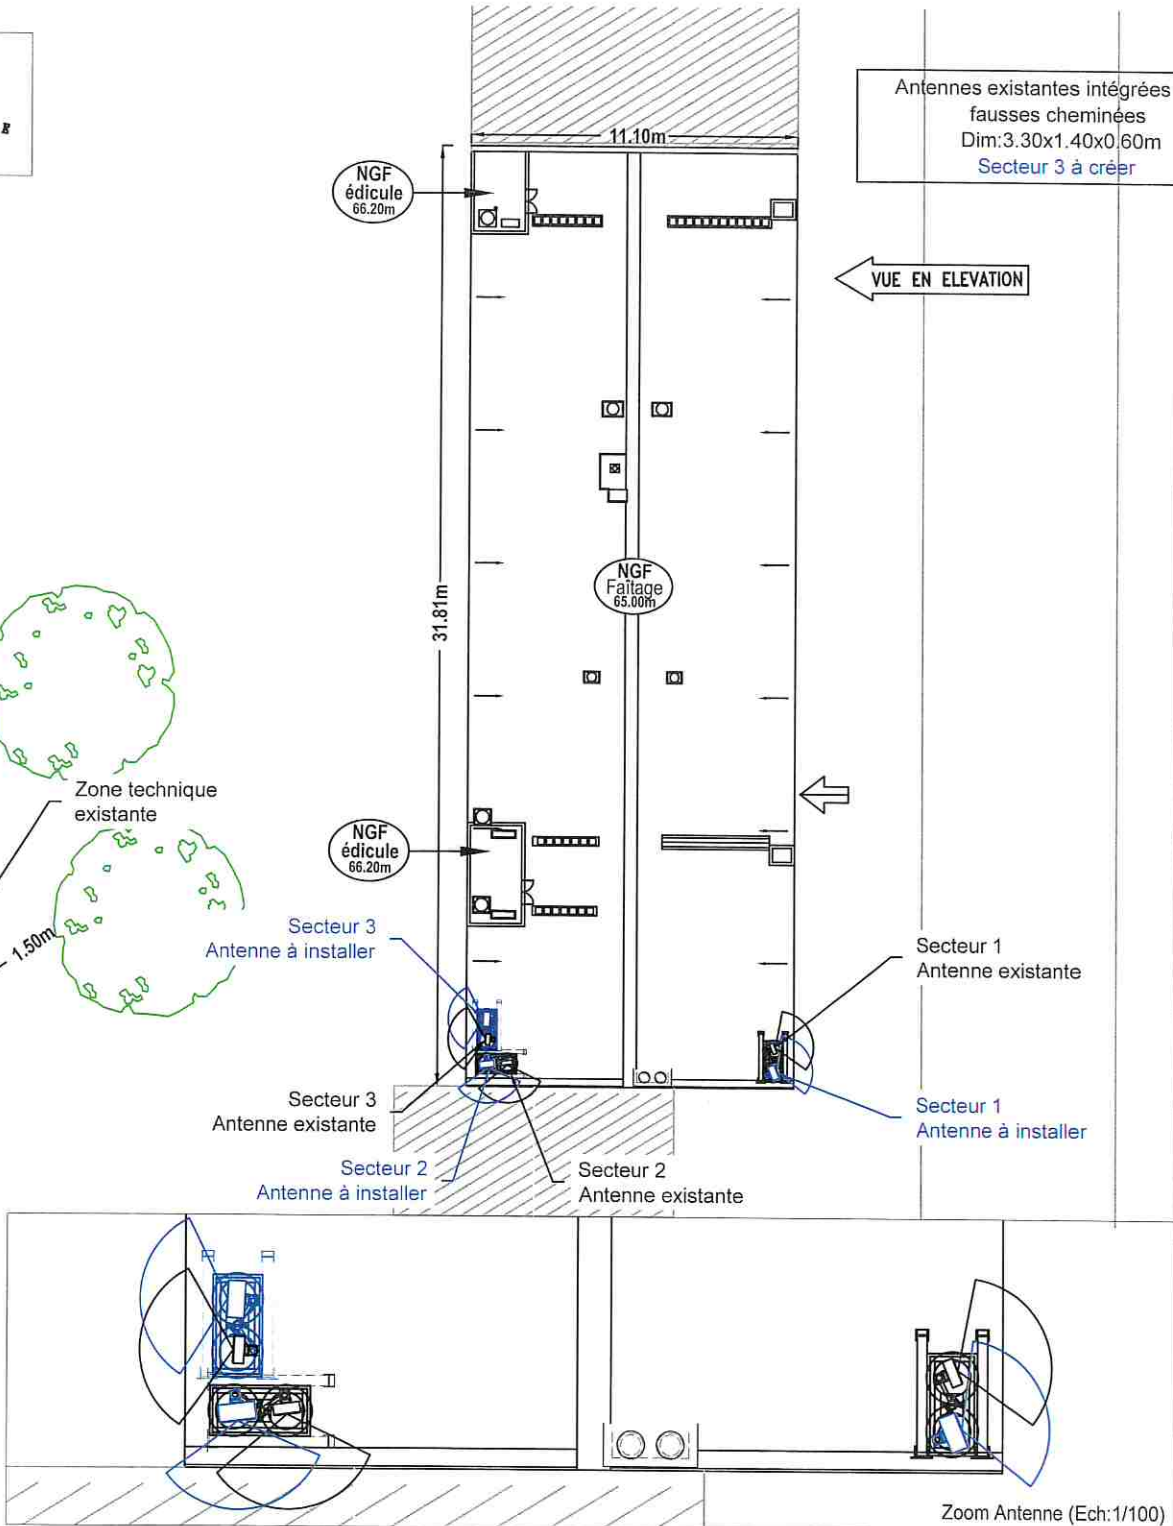 E
Antennes existantes intégrées
fausses cheminées
Dim:3.30x1.40x0.60m
Secteur 3 à créer
11.10m
NGF
édicule
66.20m
VUE EN ELEVATION
31.81m
NGF
Faîtage
65.00m
Zone technique
existante
NGF
édicule
66.20m
1.50m
Secteur 3
Antenne à installer
Secteur 1
Antenne existante
Secteur 3
Antenne existante
Secteur 1
Antenne à installer
Secteur 2
Antenne à installer
Secteur 2
Antenne existante
Zoom Antenne (Ech:1/100)